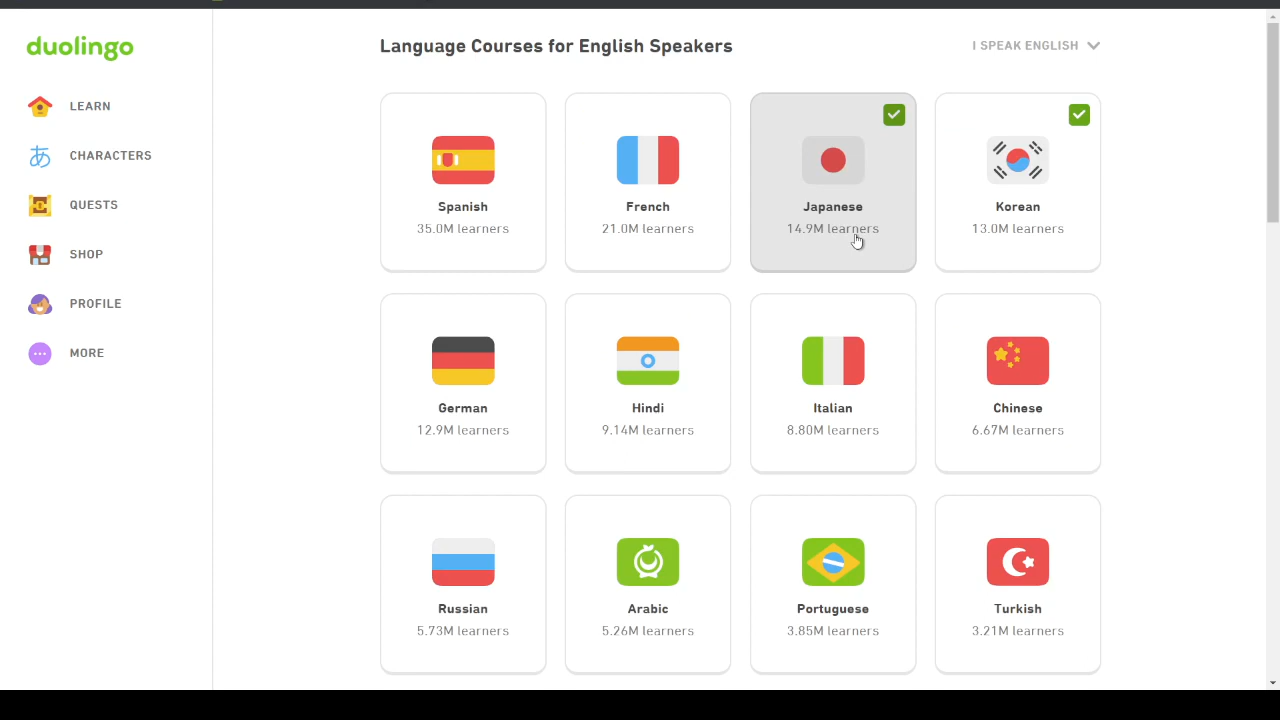 duolingo
Language Courses for English Speakers
I SPEAK ENGLISH
LEARN
あ CHARACTERS
QUESTS
SHOP
PROFILE
MORE
Spanish
35.0M learners
French
21.0M learners
Japanese
14.9M learners
Korean
13.0M learners
German
12.9M learners
Hindi
9.14M learners
Italian
8.80M learners
Chinese
6.67M learners
Russian
5.73M learners
Arabic
5.26M learners
Portuguese
3.85M learners
Turkish
3.21M learners